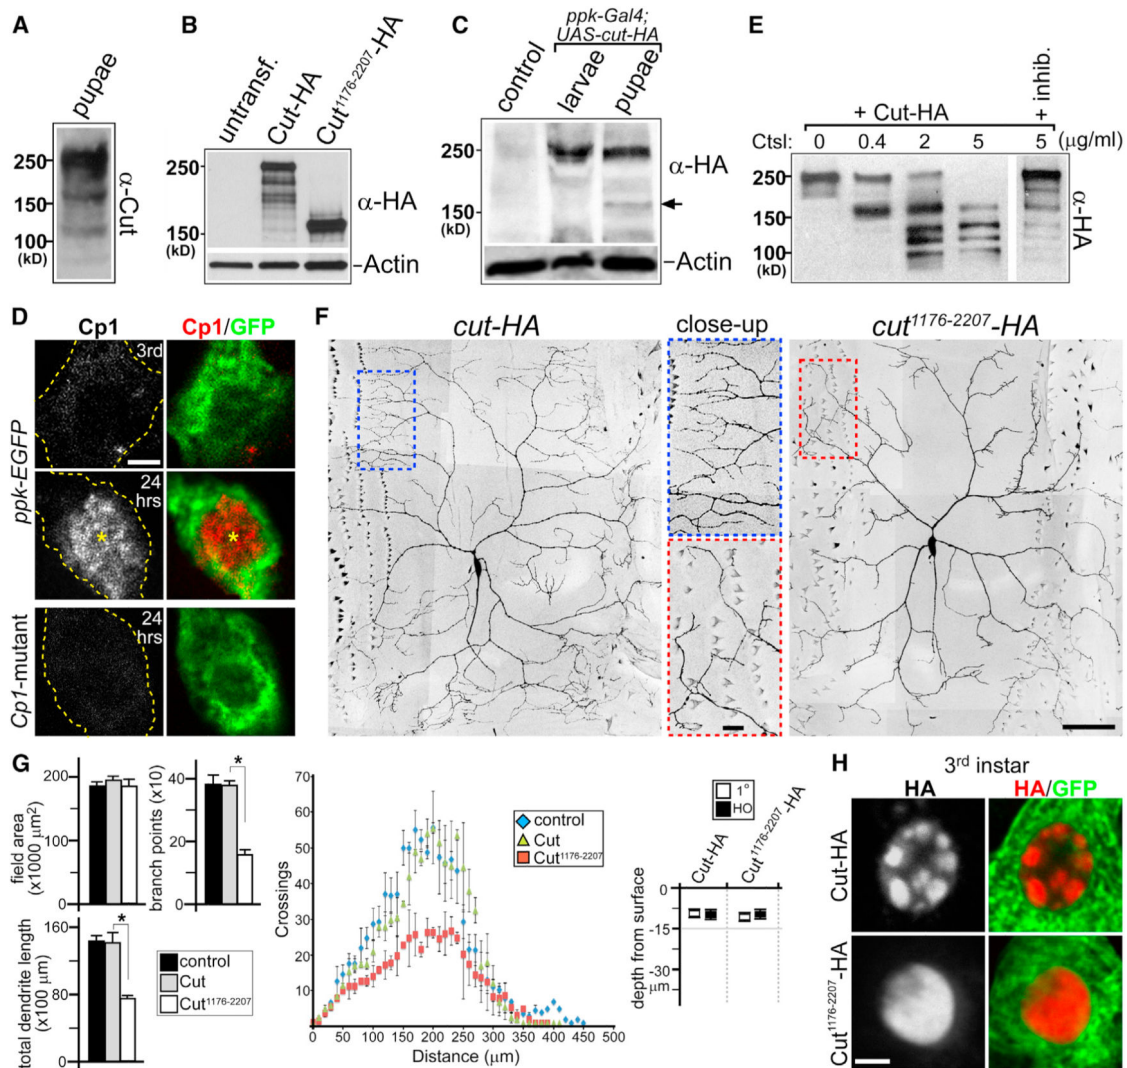 A
pupae
250
150
100
(kD)
α-Cut
B
untransf.
Cut-HA
Cut1176-2207-HA
250
150
(kD)
α-HA
-Actin
C
ppk-Gal4;
UAS-cut-HA
control
larvae
pupae
250
150
(kD)
α-HA
-Actin
E
+ Cut-HA
+ inhib.
Ctsl: 0 0.4 2 5 5 (μg/ml)
250
150
100
(kD)
α-HA
D
Cp1 Cp1/GFP
3rd
ppk-EGFP
24
hrs
*
*
Cp1-mutant
24
hrs
F
cut-HA
close-up
cut1176-2207-HA
G
field area
(x1000 μm2)
200
100
0
branch points (x10)
40
20
0
*
total dendrite length
(x100 μm)
160
80
0
*
control
Cut
Cut1176-2207
Crossings
70
60
50
40
30
20
10
0
0 50 100 150 200 250 300 350 400 450 500
Distance (μm)
control
Cut
Cut1176-2207
1°
HO
Cut-HA
Cut1176-2207-HA
depth from surface
μm
0
-15
-30
H
3rd instar
HA HA/GFP
Cut-HA
Cut1176-2207-HA